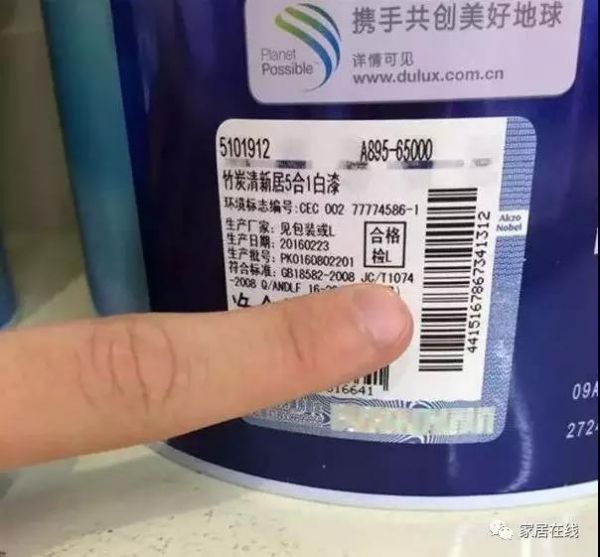 携手共创美好地球
Planet
Possible
详情可见
www.dulux.com.cn
5101912
A895-65000
竹炭清新居5合1白漆
环境标志编号:CEC 002 77774586-1
生产厂家: 见包装或L
生产日期: 20160223
生产批号: PK0160802201
合格
检L
符合标准: GB18582-2008 JC/T1074
-2008 Q/ANDLF 16-20
16641
4415167867341312
Akzo
Nobel
09A
2724
家居在线